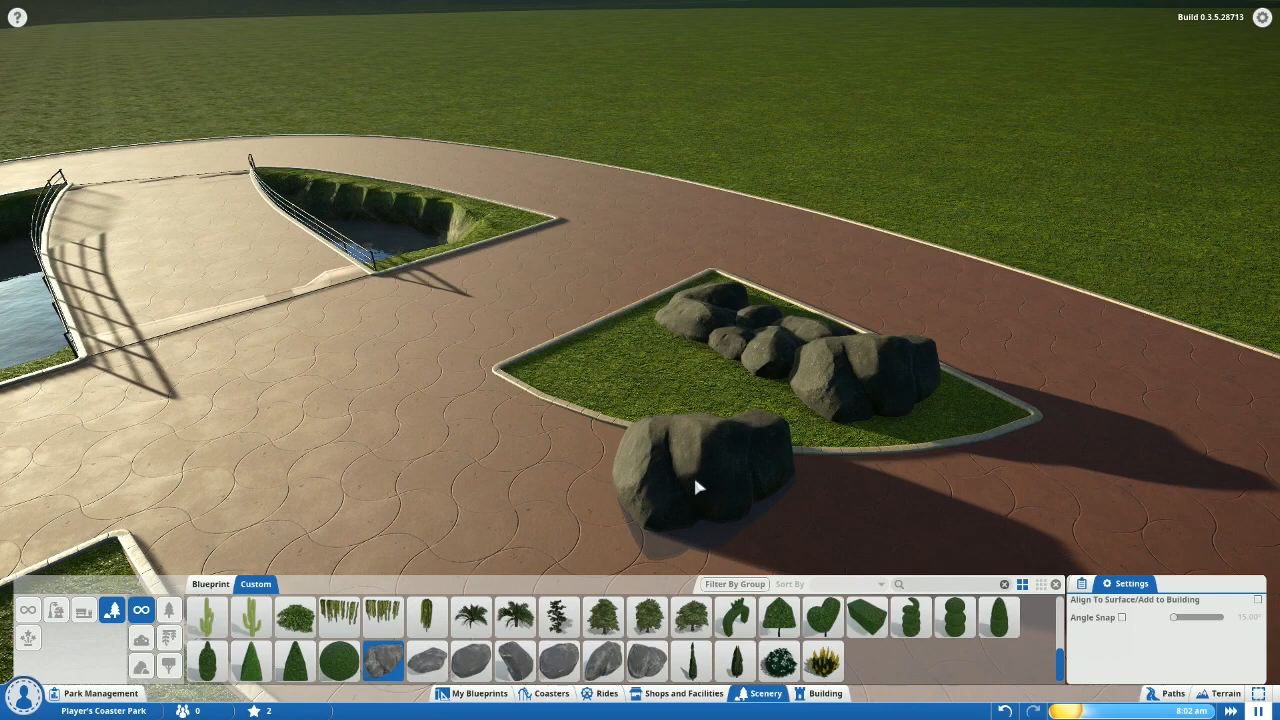 ?
Build 0.3.5.28713
Blueprint Custom Filter By Group Sort By
Settings
Align To Surface/Add to Building
Angle Snap 15.00°
Park Management My Blueprints Coasters Rides Shops and Facilities Scenery Building Paths Terrain
Player's Coaster Park 0 2 8:02 am